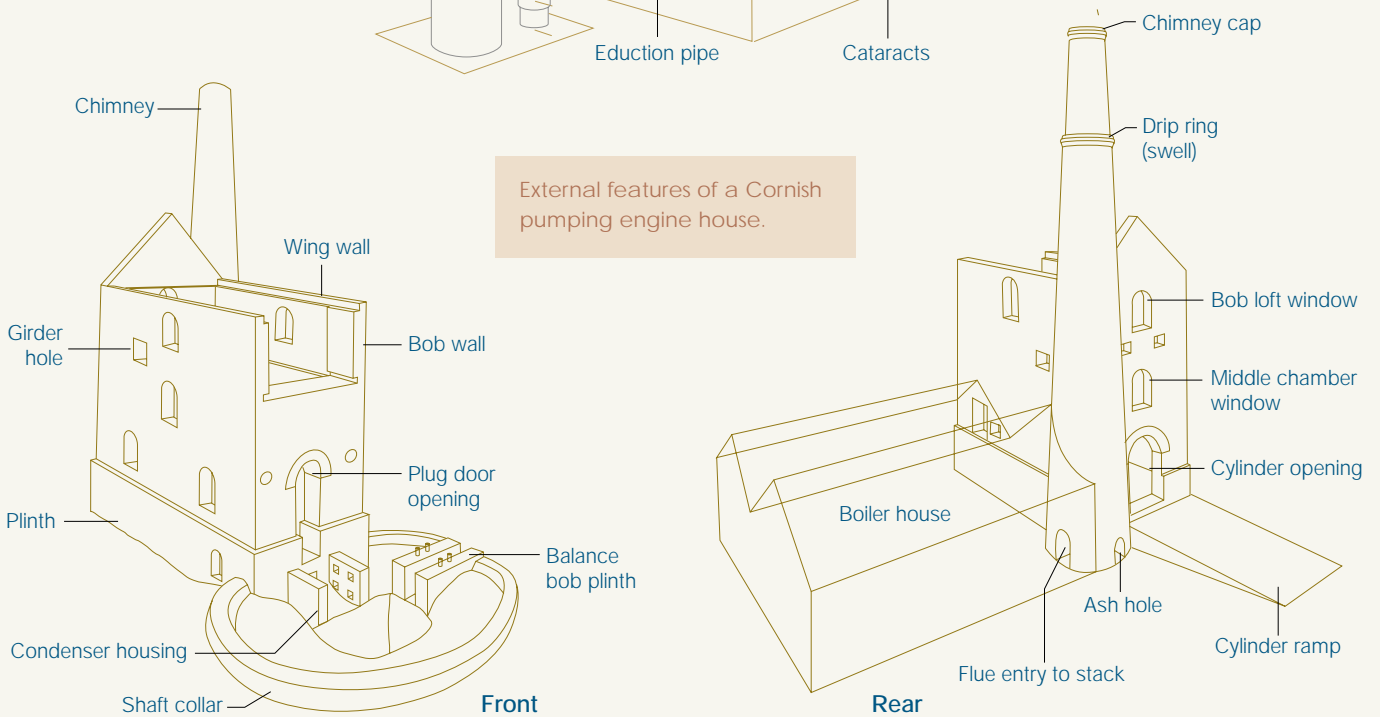 Eduction pipe
Cataracts
Chimney cap
Chimney
Drip ring
(swell)
External features of a Cornish
pumping engine house.
Wing wall
Girder
hole
Bob wall
Bob loft window
Middle chamber
window
Plug door
opening
Cylinder opening
Plinth
Boiler house
Balance
bob plinth
Ash hole
Condenser housing
Cylinder ramp
Flue entry to stack
Shaft collar
Front
Rear